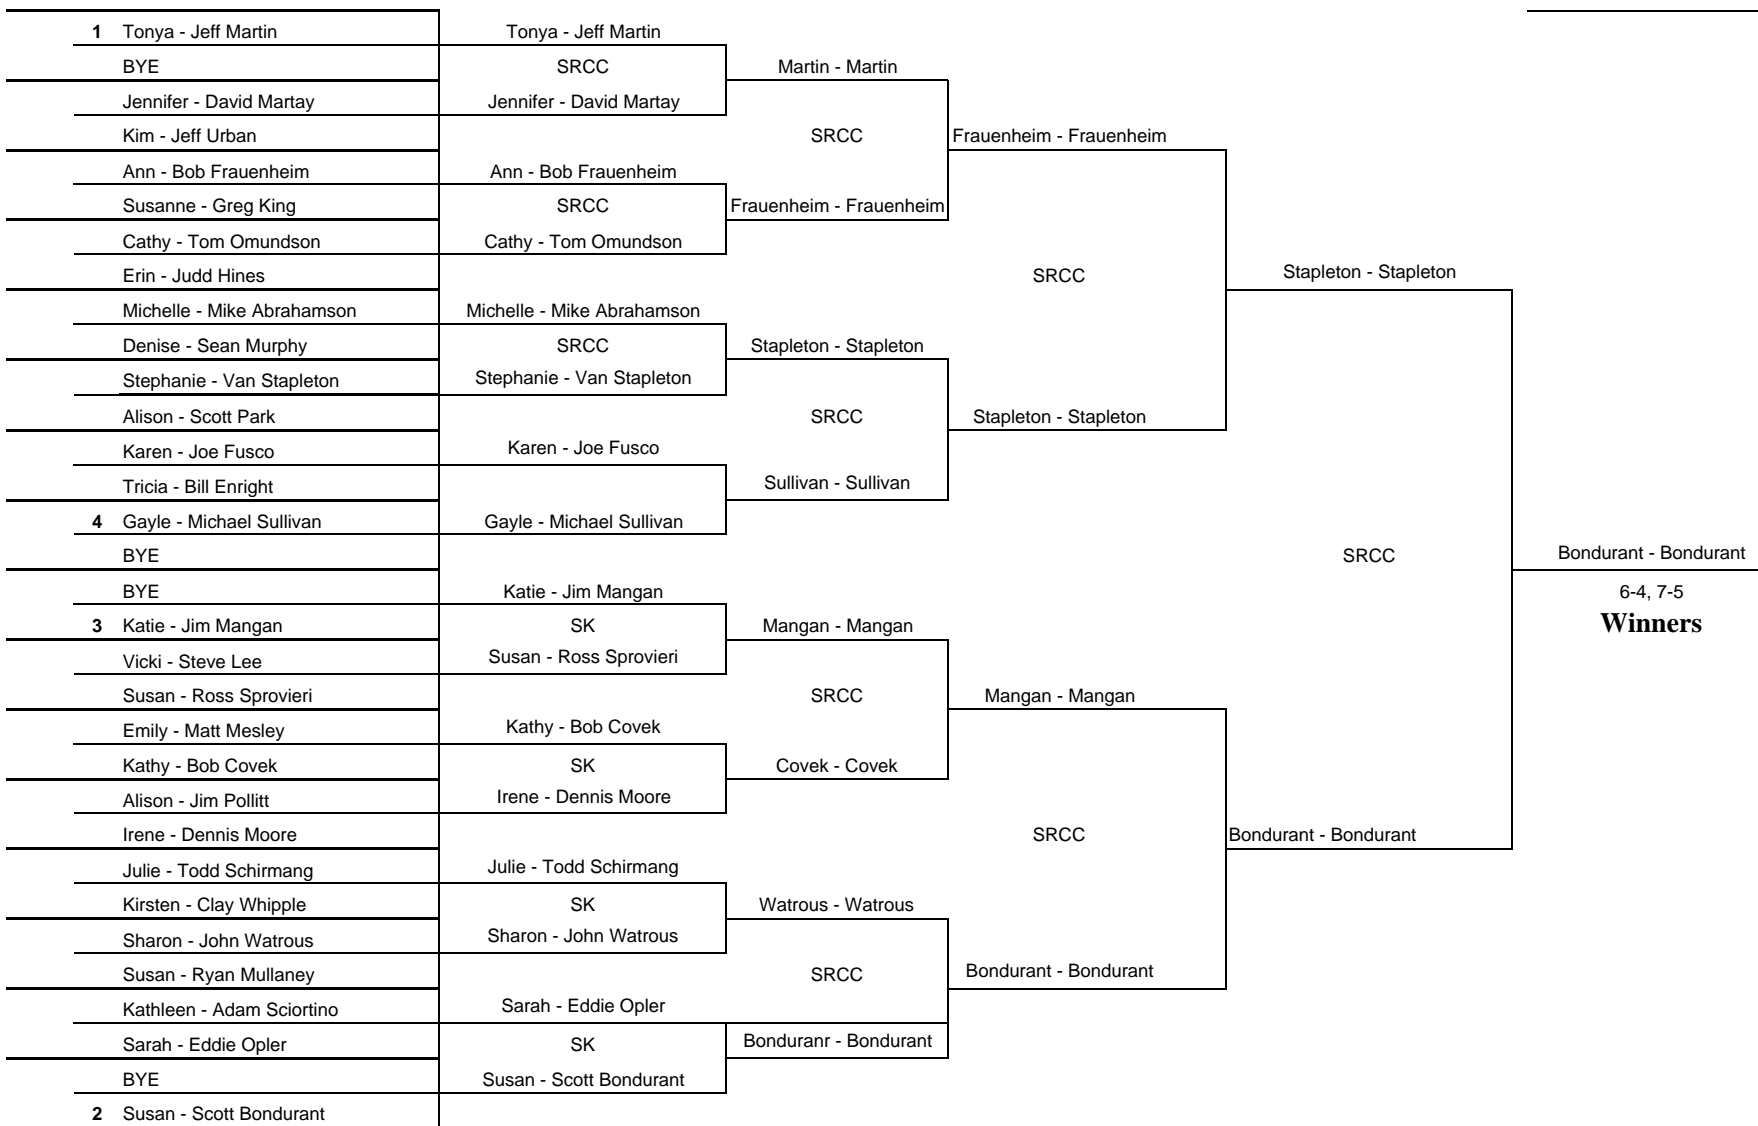 1 Tonya - Jeff Martin Tonya - Jeff Martin
BYE SRCC Martin - Martin
Jennifer - David Martay Jennifer - David Martay
Kim - Jeff Urban SRCC Frauenheim - Frauenheim
Ann - Bob Frauenheim Ann - Bob Frauenheim
Susanne - Greg King SRCC Frauenheim - Frauenheim
Cathy - Tom Omundson Cathy - Tom Omundson
Erin - Judd Hines SRCC Stapleton - Stapleton
Michelle - Mike Abrahamson Michelle - Mike Abrahamson
Denise - Sean Murphy SRCC Stapleton - Stapleton
Stephanie - Van Stapleton Stephanie - Van Stapleton
Alison - Scott Park SRCC Stapleton - Stapleton
Karen - Joe Fusco Karen - Joe Fusco
Tricia - Bill Enright Sullivan - Sullivan
4 Gayle - Michael Sullivan Gayle - Michael Sullivan
BYE SRCC Bondurant - Bondurant
BYE Katie - Jim Mangan 6-4, 7-5
3 Katie - Jim Mangan SK Mangan - Mangan Winners
Vicki - Steve Lee Susan - Ross Sprovieri
Susan - Ross Sprovieri SRCC Mangan - Mangan
Emily - Matt Mesley Kathy - Bob Covek
Kathy - Bob Covek SK Covek - Covek
Alison - Jim Pollitt Irene - Dennis Moore
Irene - Dennis Moore SRCC Bondurant - Bondurant
Julie - Todd Schirmang Julie - Todd Schirmang
Kirsten - Clay Whipple SK Watrous - Watrous
Sharon - John Watrous Sharon - John Watrous
Susan - Ryan Mullaney SRCC Bondurant - Bondurant
Kathleen - Adam Sciortino Sarah - Eddie Opler
Sarah - Eddie Opler SK Bonduranr - Bondurant
BYE Susan - Scott Bondurant
2 Susan - Scott Bondurant